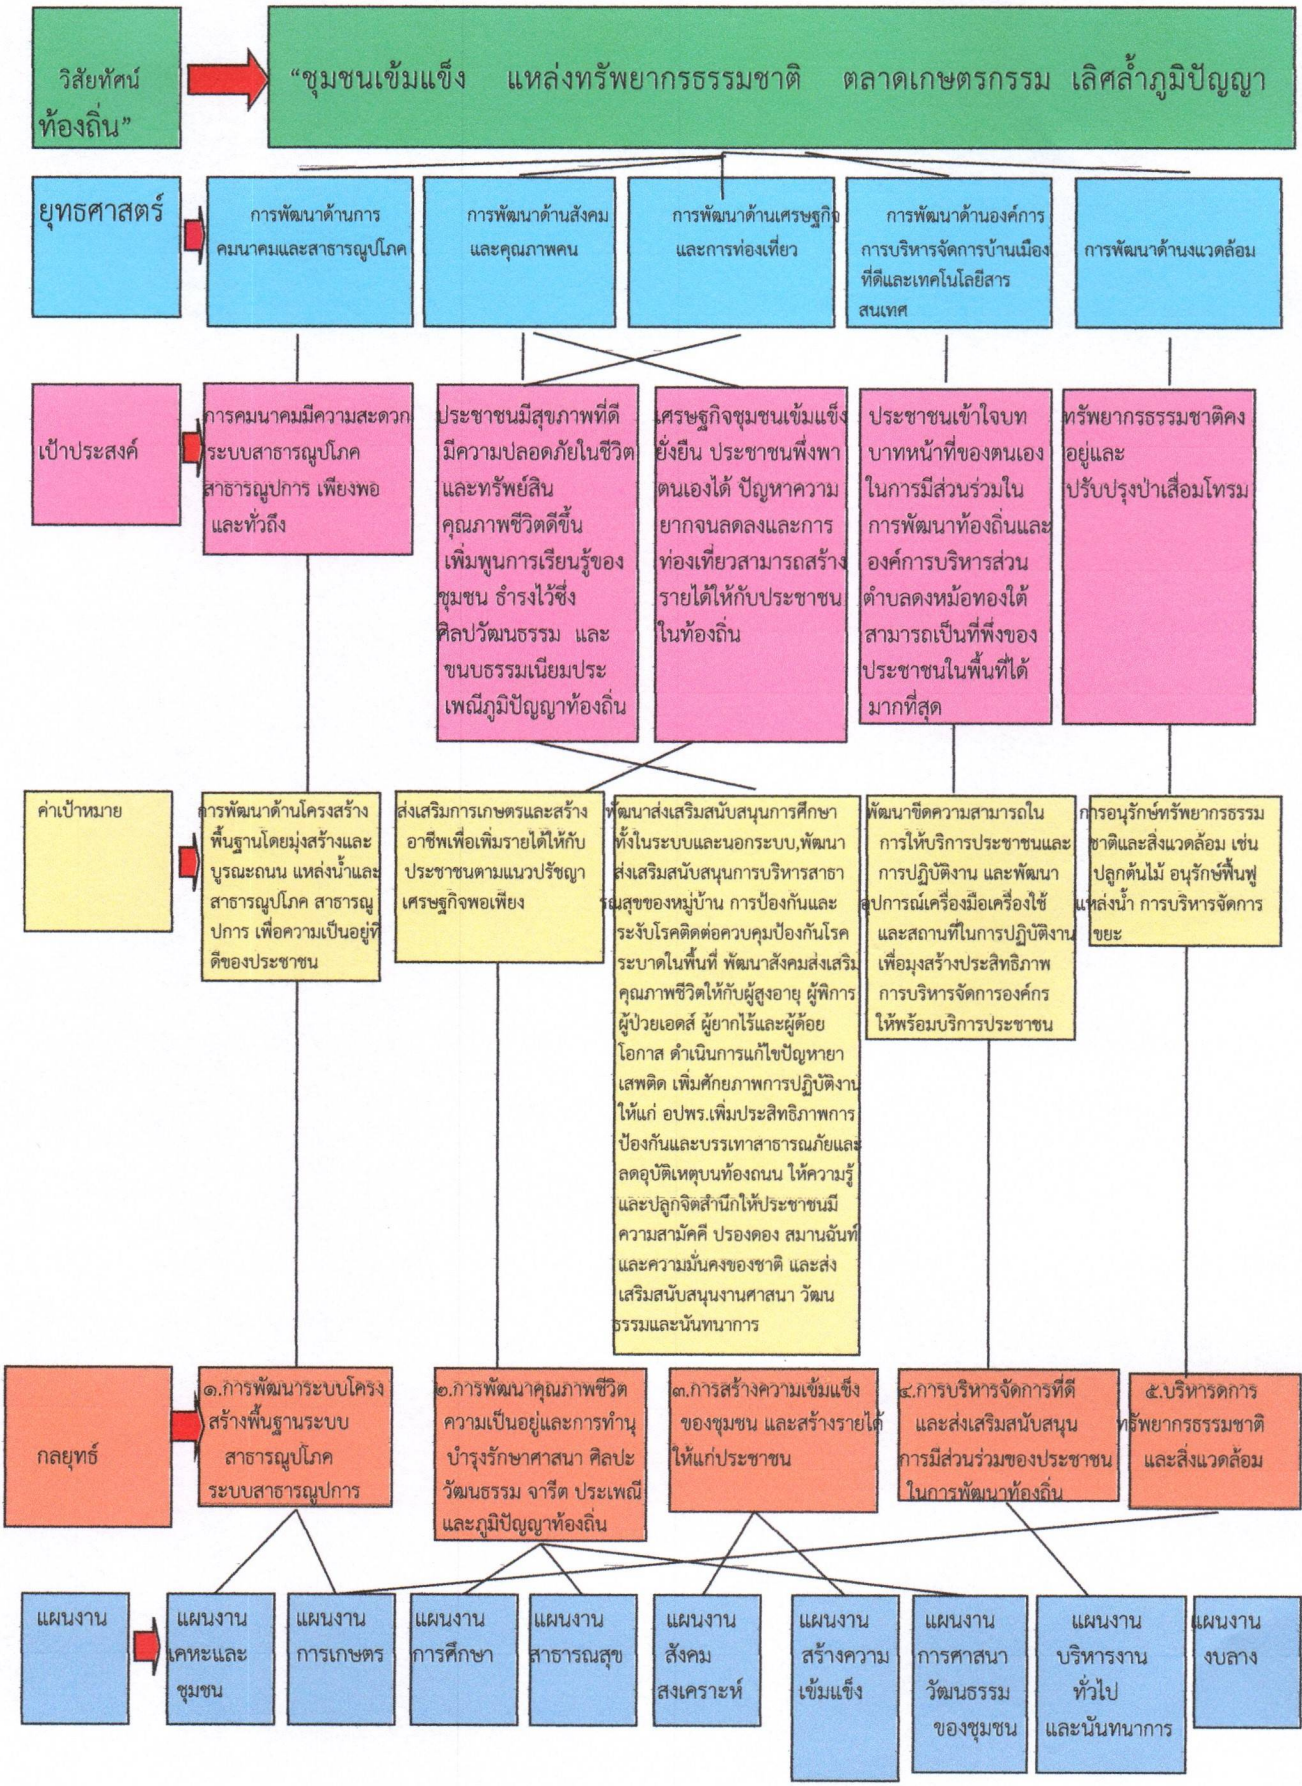 วิสัยทัศน์
ท้องถิ่น”
“ชุมชนเข้มแข็ง แหล่งทรัพยากรธรรมชาติ ตลาดเกษตรกรรม เลิศล้ำภูมิปัญญา
ยุทธศาสตร์
การพัฒนาด้านการ
คมนาคมและสาธารณูปโภค
การพัฒนาด้านสังคม
และคุณภาพคน
การพัฒนาด้านเศรษฐกิจ
และการท่องเที่ยว
การพัฒนาด้านองค์การ
การบริหารจัดการบ้านเมือง
ที่ดีและเทคโนโลยีสาร
สนเทศ
การพัฒนาด้านงแวดล้อม
เป้าประสงค์
การคมนาคมมีความสะดวก
ระบบสาธารณูปโภค
สาธารณูปการ เพียงพอ
และทั่วถึง
ประชาชนมีสุขภาพที่ดี
มีความปลอดภัยในชีวิต
และทรัพย์สิน
คุณภาพชีวิตดีขึ้น
เพิ่มพูนการเรียนรู้ของ
ชุมชน ธำรงไว้ซึ่ง
ศิลปวัฒนธรรม และ
ขนบธรรมเนียมประ
เพณีภูมิปัญญาท้องถิ่น
เศรษฐกิจชุมชนเข้มแข็ง
ยั่งยืน ประชาชนพึ่งพา
ตนเองได้ ปัญหาความ
ยากจนลดลงและการ
ท่องเที่ยวสามารถสร้าง
รายได้ให้กับประชาชน
ในท้องถิ่น
ประชาชนเข้าใจบท
บาทหน้าที่ของตนเอง
ในการมีส่วนร่วมใน
การพัฒนาท้องถิ่นและ
องค์การบริหารส่วน
ตำบลดงหม้อทองใต้
สามารถเป็นที่พึ่งของ
ประชาชนในพื้นที่ได้
มากที่สุด
ทรัพยากรธรรมชาติคง
อยู่และ
ปรับปรุงป่าเสื่อมโทรม
ค่าเป้าหมาย
การพัฒนาด้านโครงสร้าง
พื้นฐานโดยมุ่งสร้างและ
บูรณะถนน แหล่งน้ำและ
สาธารณูปโภค สาธารณู
ปการ เพื่อความเป็นอยู่ที่
ดีของประชาชน
ส่งเสริมการเกษตรและสร้าง
อาชีพเพื่อเพิ่มรายได้ให้กับ
ประชาชนตามแนวปรัชญา
เศรษฐกิจพอเพียง
พัฒนาส่งเสริมสนับสนุนการศึกษา
ทั้งในระบบและนอกระบบ,พัฒนา
ส่งเสริมสนับสนุนการบริหารสาธา
รณสุขของหมู่บ้าน การป้องกันและ
ระงับโรคติดต่อควบคุมป้องกันโรค
ระบาดในพื้นที่ พัฒนาสังคมส่งเสริม
คุณภาพชีวิตให้กับผู้สูงอายุ ผู้พิการ
ผู้ป่วยเอดส์ ผู้ยากไร้และผู้ด้อย
โอกาส ดำเนินการแก้ไขปัญหายา
เสพติด เพิ่มศักยภาพการปฏิบัติงาน
ให้แก่ อปพร.เพิ่มประสิทธิภาพการ
ป้องกันและบรรเทาสาธารณภัยและ
ลดอุบัติเหตุบนท้องถนน ให้ความรู้
และปลูกจิตสำนึกให้ประชาชนมี
ความสามัคคี ปรองดอง สมานฉันท์
และความมั่นคงของชาติ และส่ง
เสริมสนับสนุนงานศาสนา วัฒน
ธรรมและนันทนาการ
พัฒนาขีดความสามารถใน
การให้บริการประชาชนและ
การปฏิบัติงาน และพัฒนา
อุปการณ์เครื่องมือเครื่องใช้
และสถานที่ในการปฏิบัติงาน
เพื่อมุงสร้างประสิทธิภาพ
การบริหารจัดการองค์กร
ให้พร้อมบริการประชาชน
การอนุรักษ์ทรัพยากรธรรม
ชาติและสิ่งแวดล้อม เช่น
ปลูกต้นไม้ อนุรักษ์ฟื้นฟู
แหล่งน้ำ การบริหารจัดการ
ขยะ
กลยุทธ์
๑.การพัฒนาระบบโครง
สร้างพื้นฐานระบบ
สาธารณูปโภค
ระบบสาธารณูปการ
๒.การพัฒนาคุณภาพชีวิต
ความเป็นอยู่และการทำนุ
บำรุงรักษาศาสนา ศิลปะ
วัฒนธรรม จารีต ประเพณี
และภูมิปัญญาท้องถิ่น
๓.การสร้างความเข้มแข็ง
ของชุมชน และสร้างรายได้
ให้แก่ประชาชน
๔.การบริหารจัดการที่ดี
และส่งเสริมสนับสนุน
การมีส่วนร่วมของประชาชน
ในการพัฒนาท้องถิ่น
๕.บริหารดการ
ทรัพยากรธรรมชาติ
และสิ่งแวดล้อม
แผนงาน
แผนงาน
เคหะและ
ชุมชน
แผนงาน
การเกษตร
แผนงาน
การศึกษา
แผนงาน
สาธารณสุข
แผนงาน
สังคม
สงเคราะห์
แผนงาน
สร้างความ
เข้มแข็ง
แผนงาน
การศาสนา
วัฒนธรรม
ของชุมชน
แผนงาน
บริหารงาน
ทั่วไป
และนันทนาการ
แผนงาน
งบลาง